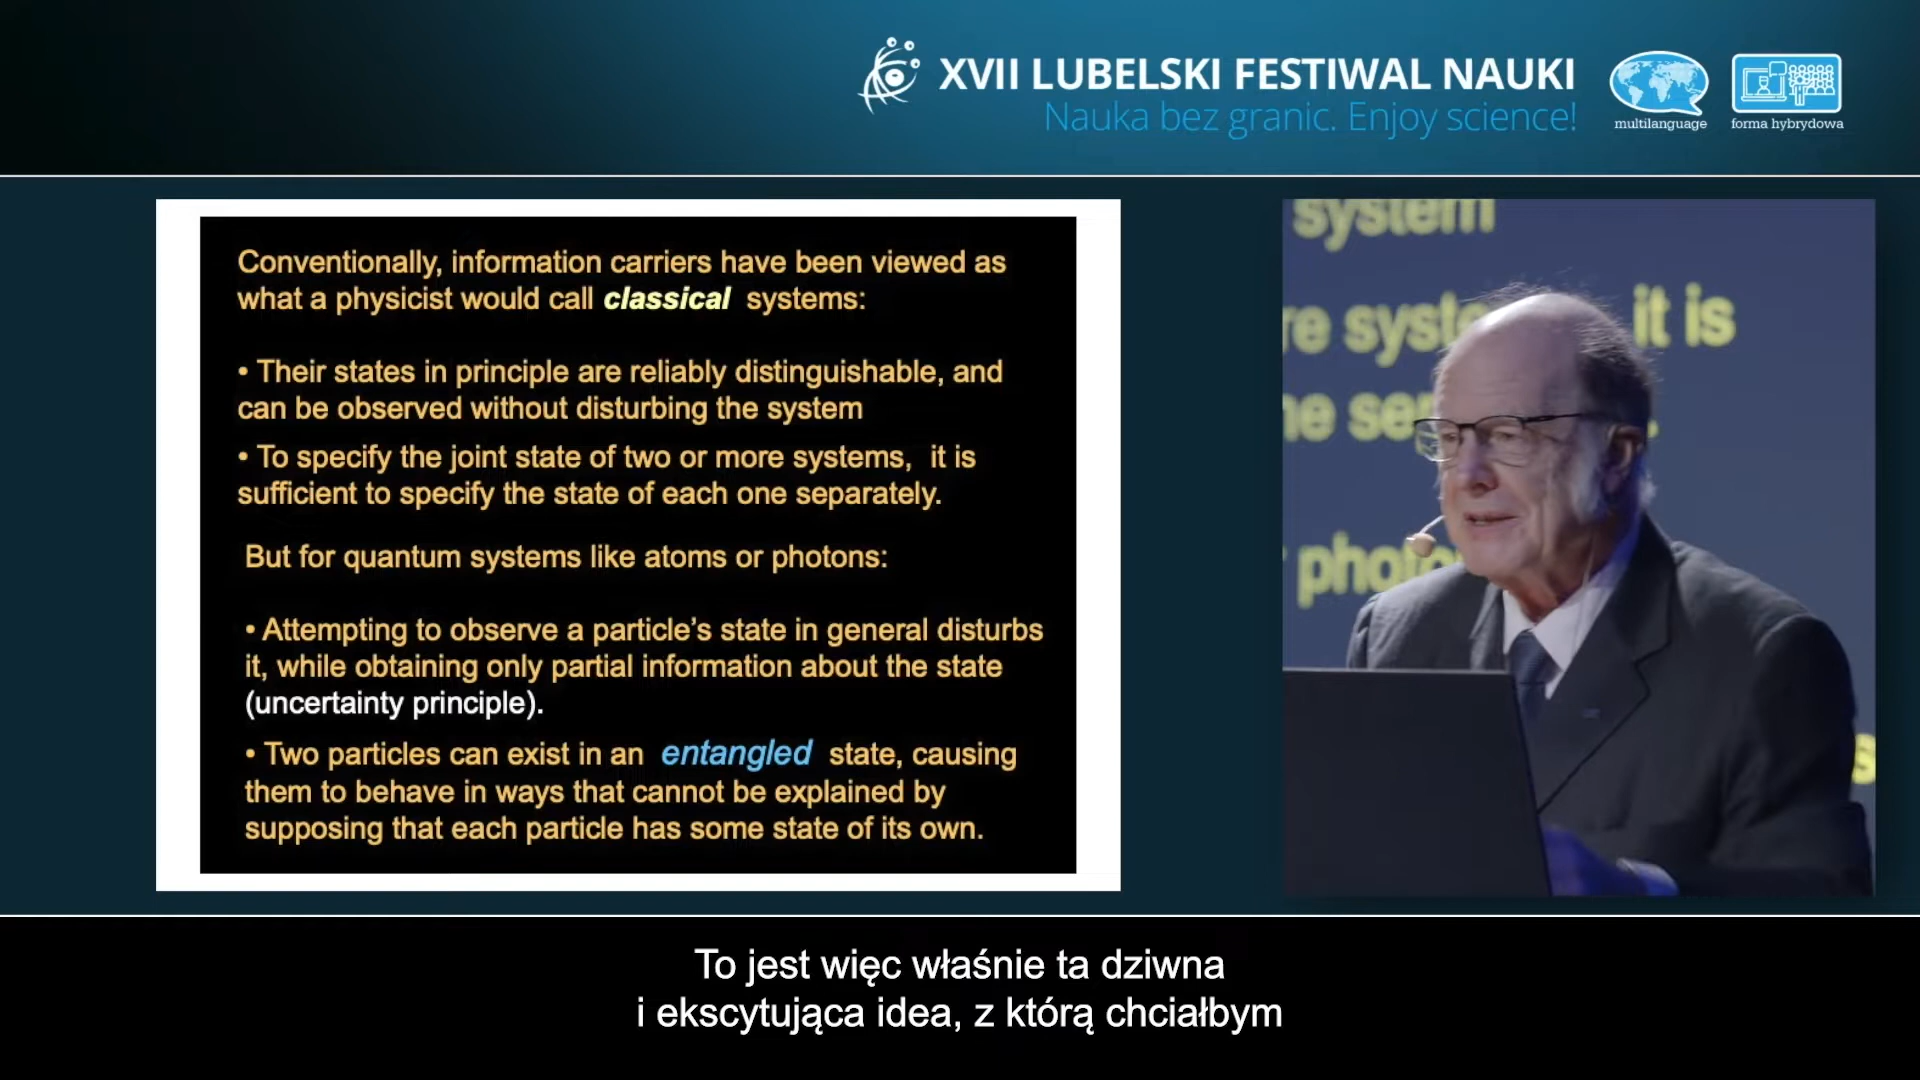 XVII LUBELSKI FESTIWAL NAUKI
Nauka bez granic. Enjoy science!
multilanguage
forma hybrydowa
Conventionally, information carriers have been viewed as
what a physicist would call classical systems:
• Their states in principle are reliably distinguishable, and
can be observed without disturbing the system
• To specify the joint state of two or more systems, it is
sufficient to specify the state of each one separately.
But for quantum systems like atoms or photons:
• Attempting to observe a particle’s state in general disturbs
it, while obtaining only partial information about the state
(uncertainty principle).
• Two particles can exist in an entangled state, causing
them to behave in ways that cannot be explained by
supposing that each particle has some state of its own.
system
it is
To jest więc właśnie ta dziwna
i ekscytująca idea, z którą chciałbym